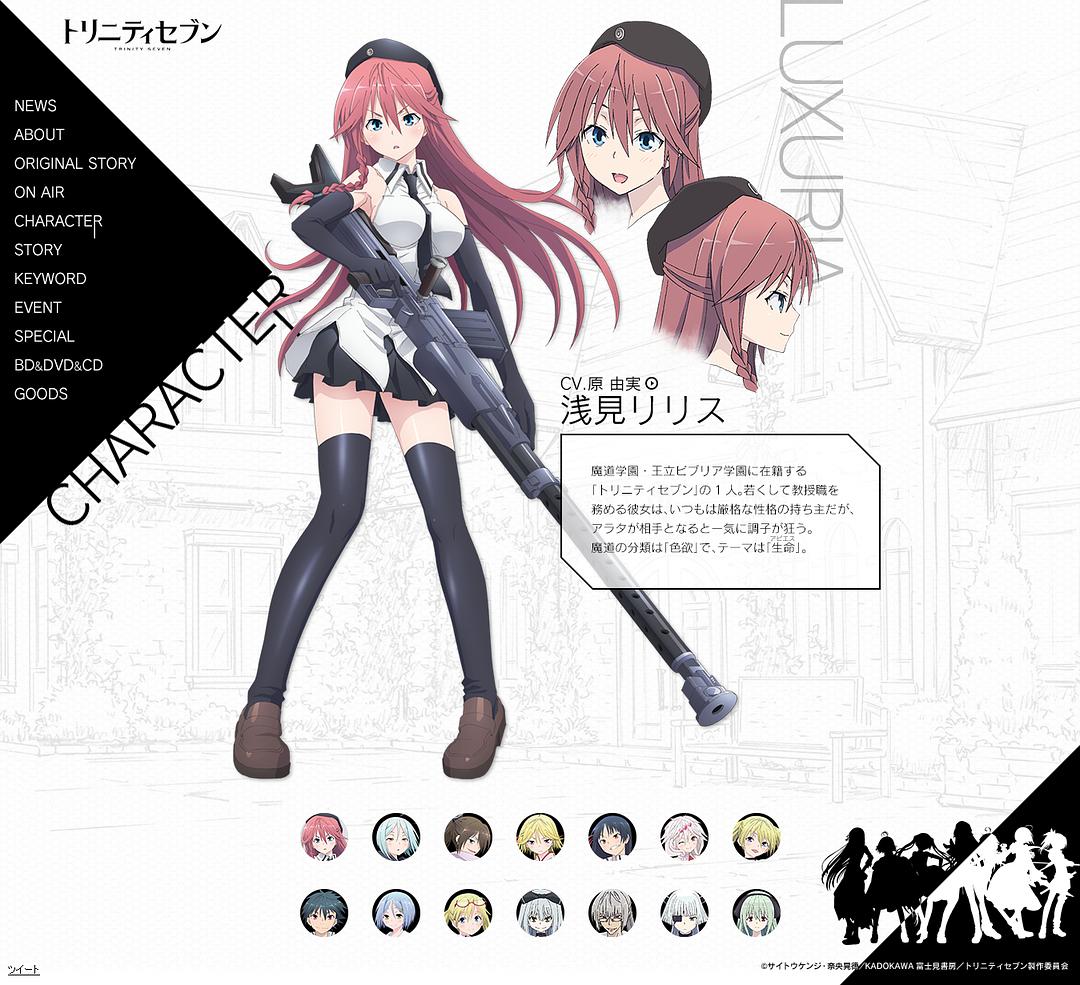 トリニティセブン
TRINITY SEVEN
NEWS
ABOUT
ORIGINAL STORY
ON AIR
CHARACTER
STORY
KEYWORD
EVENT
SPECIAL
BD&DVD&CD
GOODS
CHARACTER
LUXURIA
CV.原 由実
浅見リリス
魔道学園・王立ビブリア学園に在籍する
「トリニティセブン」の1人。若くして教授職を
務める彼女は、いつもは厳格な性格の持ち主だが、
アラタが相手となると一気に調子が狂う。
アビエス
魔道の分類は「色欲」で、テーマは「生命」。
ツイート
©サイトウケンジ・奈央晃徳/KADOKAWA 富士見書房/トリニティセブン製作委員会